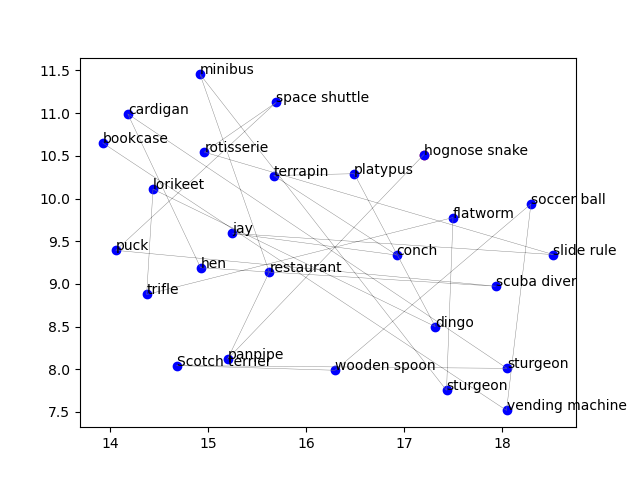 minibus
space shuttle
cardigan
bookcase
rotisserie
hognose snake
terrapin
platypus
lorikeet
soccer ball
flatworm
jay
puck
conch
slide rule
hen
restaurant
scuba diver
trifle
dingo
panpipe
Scotch terrier
wooden spoon
sturgeon
sturgeon
vending machine
11.5
11.0
10.5
10.0
9.5
9.0
8.5
8.0
7.5
14 15 16 17 18